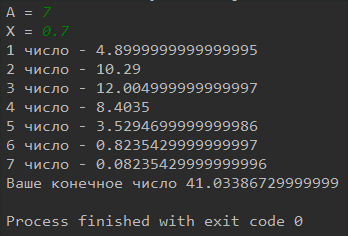 A = 7
X = 0.7
1 число - 4.8999999999999995
2 число - 10.29
3 число - 12.004999999999997
4 число - 8.4035
5 число - 3.5294699999999986
6 число - 0.8235429999999997
7 число - 0.08235429999999996
Ваше конечное число 41.03386729999999
Process finished with exit code 0